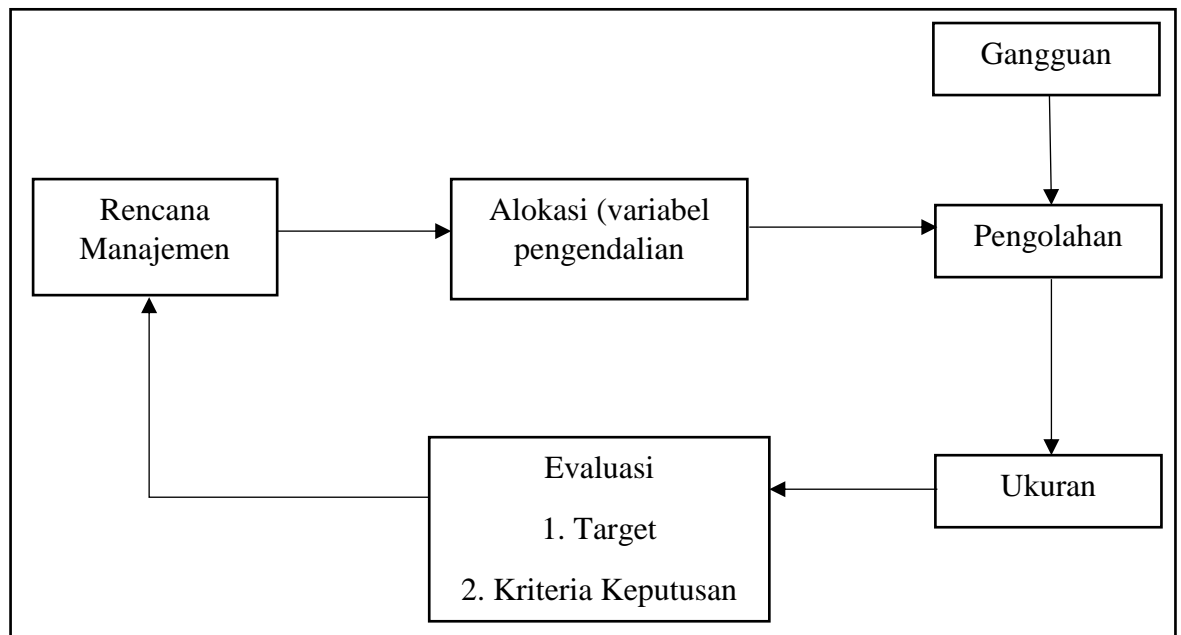 Gangguan
Rencana
Manajemen
Alokasi (variabel
pengendalian
Pengolahan
Evaluasi
1. Target
2. Kriteria Keputusan
Ukuran